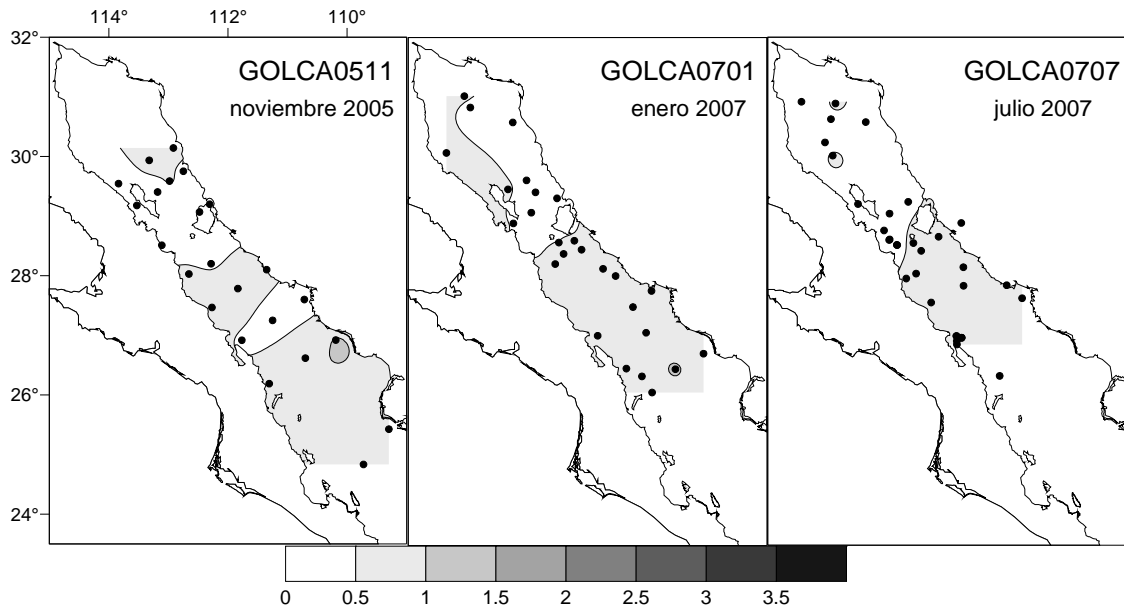 114° 112° 110°
32°
30°
28°
26°
24°
GOLCA0511
noviembre 2005
GOLCA0701
enero 2007
GOLCA0707
julio 2007
0 0.5 1 1.5 2 2.5 3 3.5